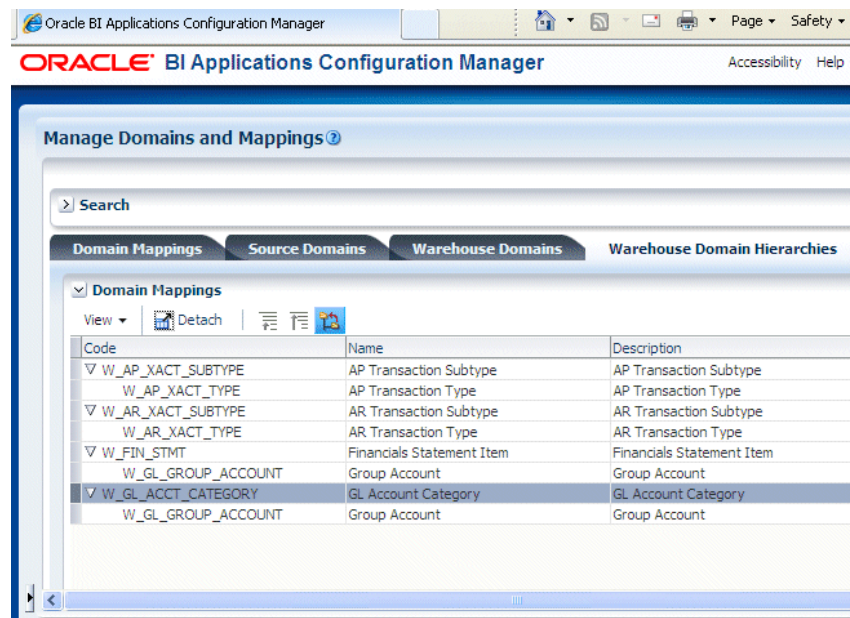 Oracle BI Applications Configuration Manager
Page Safety
ORACLE BI Applications Configuration Manager Accessibility Help
Manage Domains and Mappings
Search
Domain Mappings Source Domains Warehouse Domains Warehouse Domain Hierarchies
Domain Mappings
View Detach
Code Name Description
W_AP_XACT_SUBTYPE AP Transaction Subtype AP Transaction Subtype
W_AP_XACT_TYPE AP Transaction Type AP Transaction Type
W_AR_XACT_SUBTYPE AR Transaction Subtype AR Transaction Subtype
W_AR_XACT_TYPE AR Transaction Type AR Transaction Type
W_FIN_STMT Financials Statement Item Financials Statement Item
W_GL_GROUP_ACCOUNT Group Account Group Account
W_GL_ACCT_CATEGORY GL Account Category GL Account Category
W_GL_GROUP_ACCOUNT Group Account Group Account